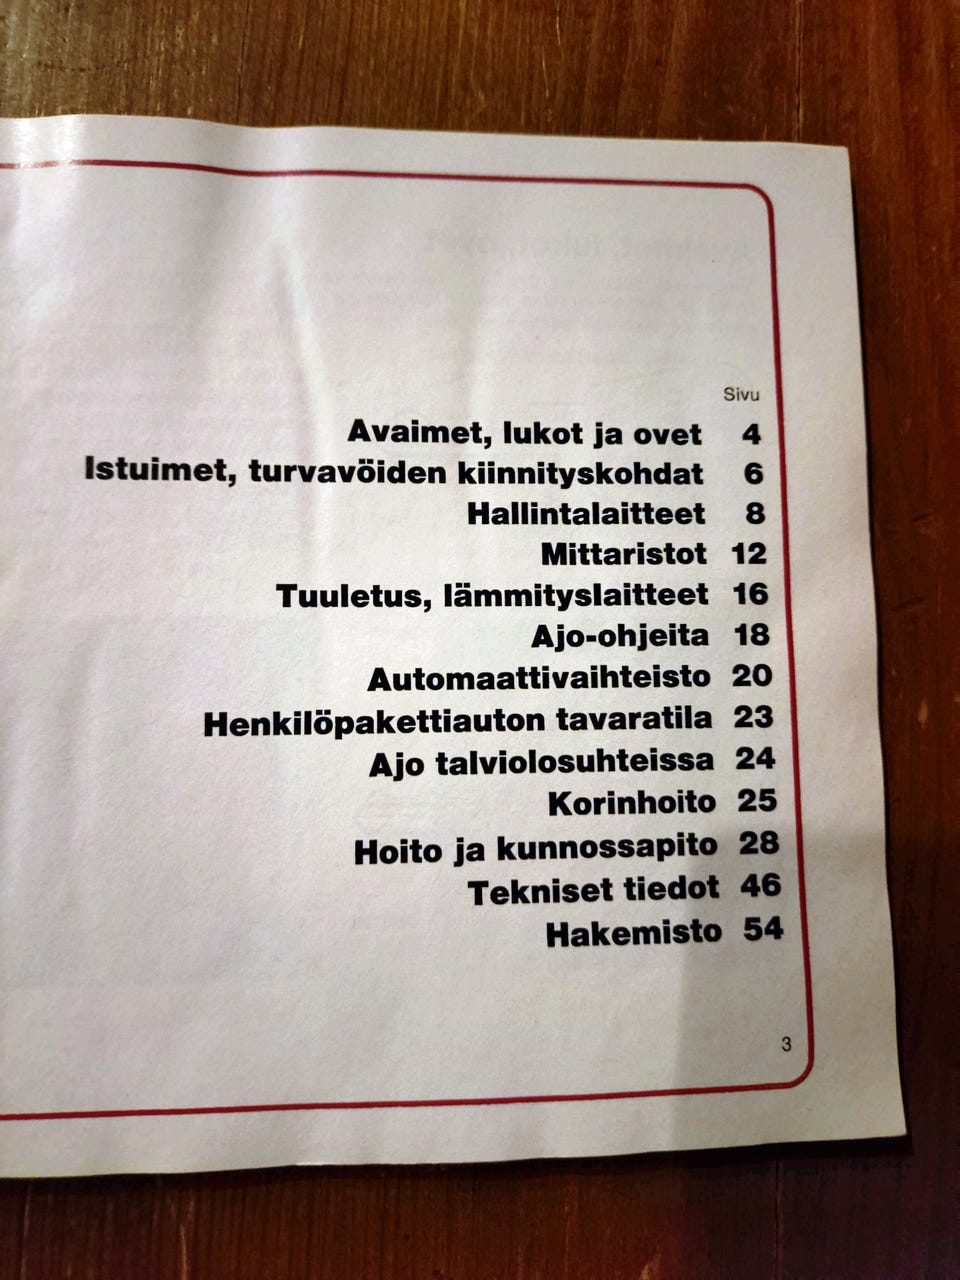 Sivu
Avaimet, lukot ja ovet 4
Istuimet, turvavöiden kiinnityskohdat 6
Hallintalaitteet 8
Mittaristot 12
Tuuletus, lämmityslaitteet 16
Ajo-ohjeita 18
Automaattivaihteisto 20
Henkilöpakettiauton tavaratila 23
Ajo talviolosuhteissa 24
Korinhoito 25
Hoito ja kunnossapito 28
Tekniset tiedot 46
Hakemisto 54
3